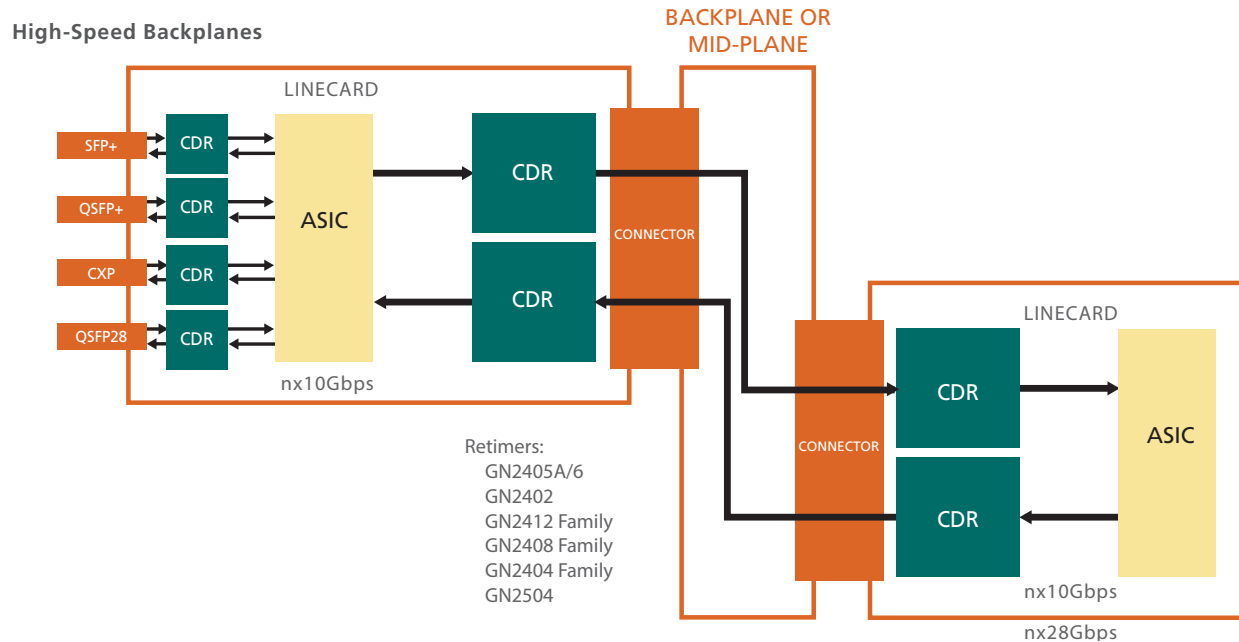 High-Speed Backplanes
BACKPLANE OR
MID-PLANE
LINECARD
SFP+
CDR
QSFP+
CDR
CXP
CDR
QSFP28
CDR
ASIC
nx10Gbps
CDR
CDR
CONNECTOR
Retimers:
GN2405A/6
GN2402
GN2412 Family
GN2408 Family
GN2404 Family
GN2504
CONNECTOR
LINECARD
CDR
CDR
ASIC
nx10Gbps
nx28Gbps